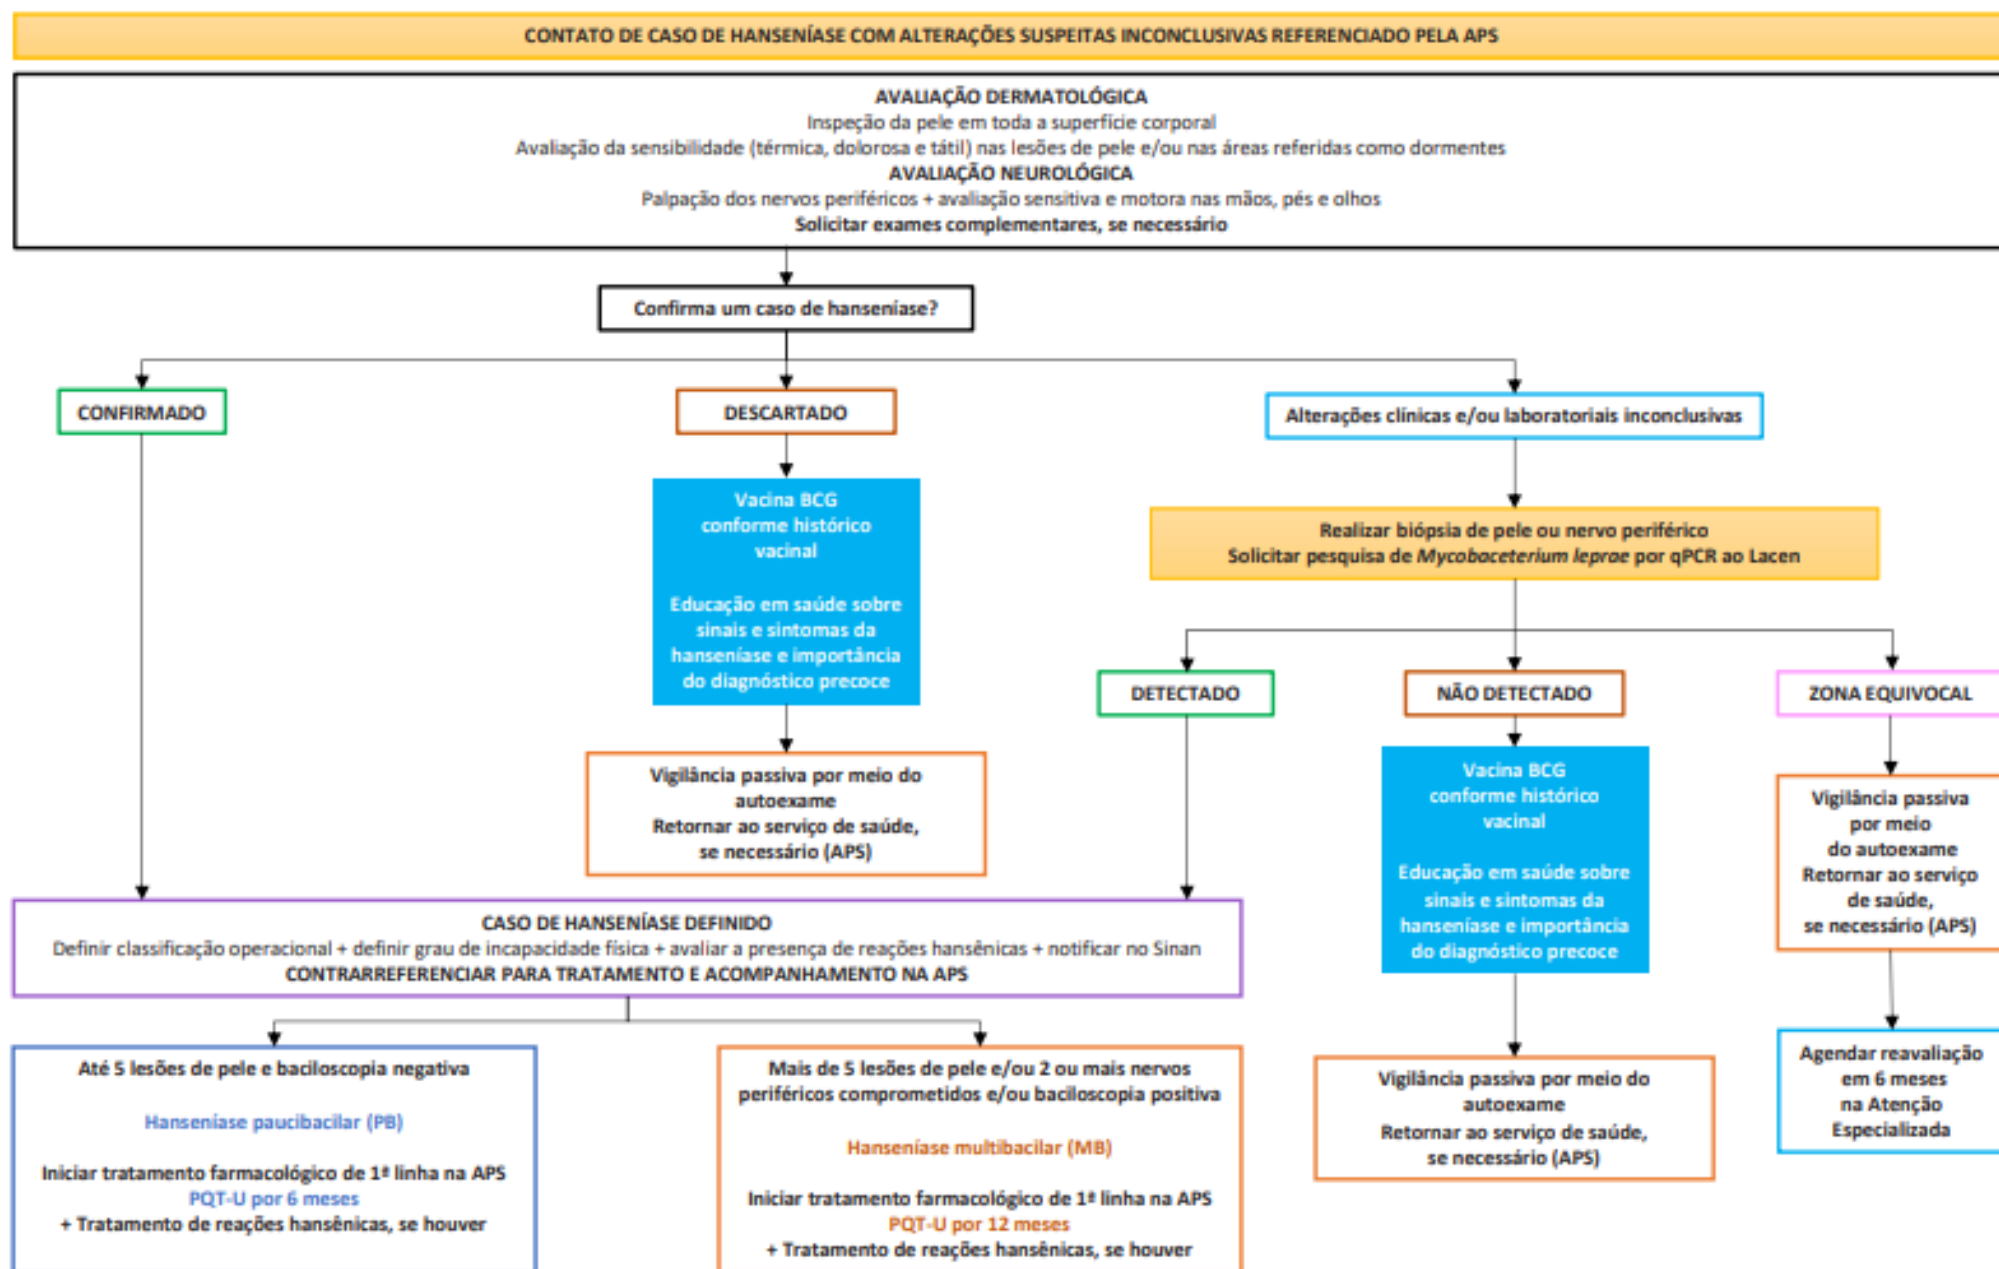 CONTATO DE CASO DE HANSENÍASE COM ALTERAÇÕES SUSPEITAS INCONCLUSIVAS REFERENCIADO PELA APS
AVALIAÇÃO DERMATOLÓGICA
Inspeção da pele em toda a superfície corporal
Avaliação da sensibilidade (térmica, dolorosa e tátil) nas lesões de pele e/ou nas áreas referidas como dormentes
AVALIAÇÃO NEUROLÓGICA
Palpação dos nervos periféricos + avaliação sensitiva e motora nas mãos, pés e olhos
Solicitar exames complementares, se necessário
Confirma um caso de hanseníase?
CONFIRMADO
DESCARTADO
Alterações clínicas e/ou laboratoriais inconclusivas
Vacina BCG
conforme histórico
vacinal
Educação em saúde sobre
sinais e sintomas da
hanseníase e importância
do diagnóstico precoce
Vigilância passiva por meio do
autoexame
Retornar ao serviço de saúde,
se necessário (APS)
Realizar biópsia de pele ou nervo periférico
Solicitar pesquisa de Mycobaceterium leprae por qPCR ao Lacen
DETECTADO
NÃO DETECTADO
ZONA EQUIVOCAL
Vacina BCG
conforme histórico
vacinal
Educação em saúde sobre
sinais e sintomas da
hanseníase e importância
do diagnóstico precoce
Vigilância passiva por meio do
autoexame
Retornar ao serviço de saúde,
se necessário (APS)
Vigilância passiva
por meio
do autoexame
Retornar ao serviço
de saúde,
se necessário (APS)
Agendar reavaliação
em 6 meses
na Atenção
Especializada
CASO DE HANSENÍASE DEFINIDO
Definir classificação operacional + definir grau de incapacidade física + avaliar a presença de reações hansênicas + notificar no Sinan
CONTRARREFERENCIAR PARA TRATAMENTO E ACOMPANHAMENTO NA APS
Até 5 lesões de pele e baciloscopia negativa
Hanseníase paucibacilar (PB)
Iniciar tratamento farmacológico de 1ª linha na APS
PQT-U por 6 meses
+ Tratamento de reações hansênicas, se houver
Mais de 5 lesões de pele e/ou 2 ou mais nervos
periféricos comprometidos e/ou baciloscopia positiva
Hanseníase multibacilar (MB)
Iniciar tratamento farmacológico de 1ª linha na APS
PQT-U por 12 meses
+ Tratamento de reações hansênicas, se houver